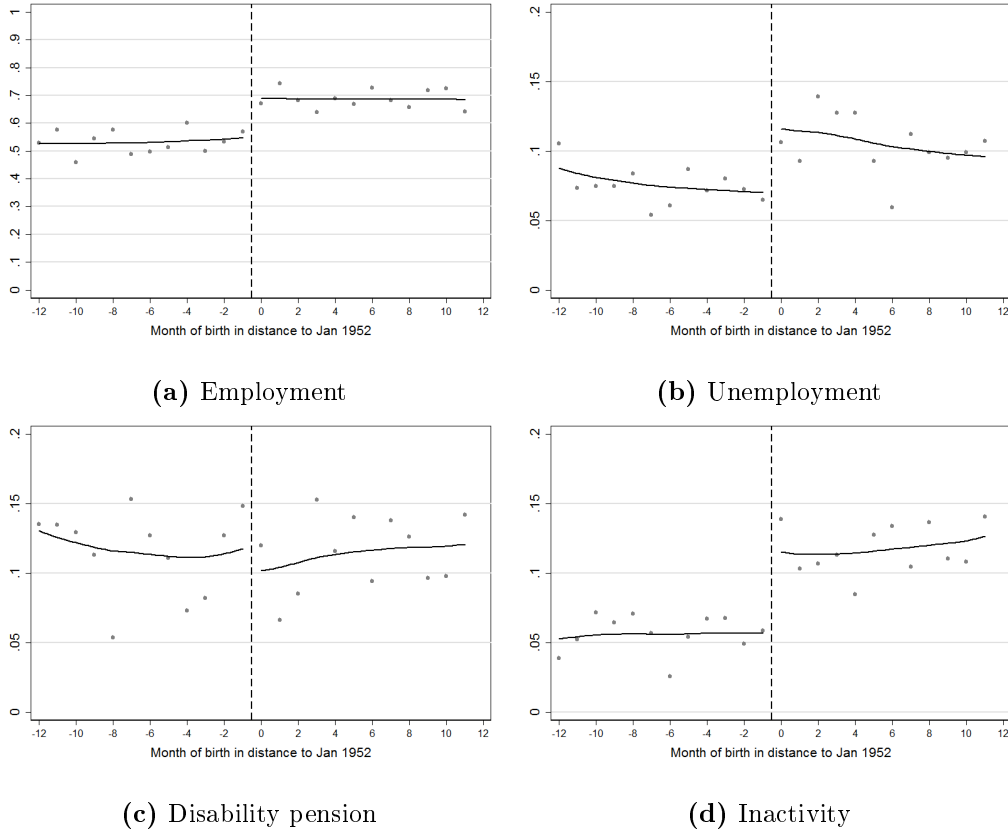 1
.9
.8
.7
.6
.5
.4
.3
.2
.1
0
-12 -10 -8 -6 -4 -2 0 2 4 6 8 10 12
Month of birth in distance to Jan 1952
(a) Employment
.2
.15
.1
.05
0
-12 -10 -8 -6 -4 -2 0 2 4 6 8 10 12
Month of birth in distance to Jan 1952
(b) Unemployment
.2
.15
.1
.05
0
-12 -10 -8 -6 -4 -2 0 2 4 6 8 10 12
Month of birth in distance to Jan 1952
(c) Disability pension
.2
.15
.1
.05
0
-12 -10 -8 -6 -4 -2 0 2 4 6 8 10 12
Month of birth in distance to Jan 1952
(d) Inactivity